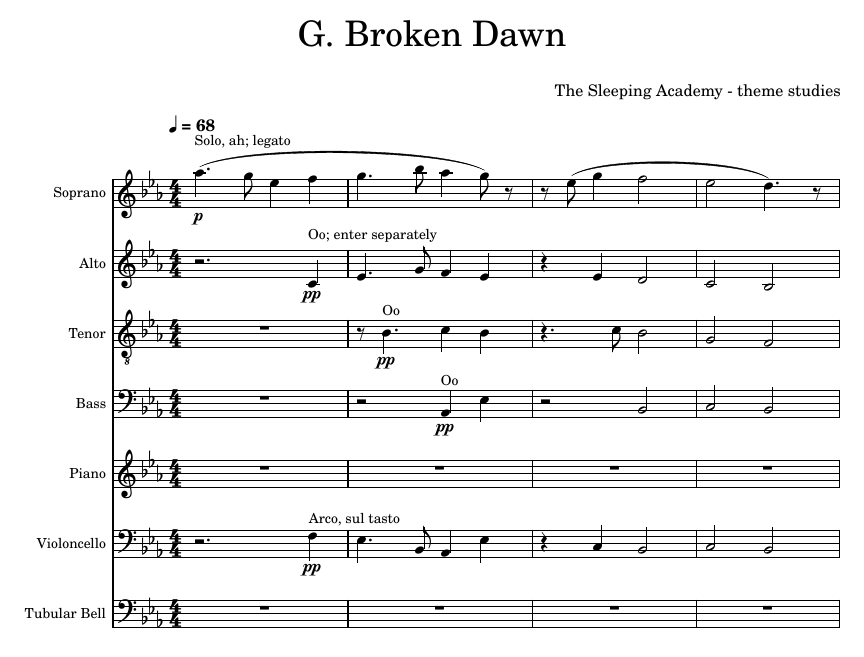 G. Broken Dawn
The Sleeping Academy - theme studies
= 68
Solo, ah; legato
Soprano
p
Oo; enter separately
Alto
pp
Oo
Tenor
8
pp
Oo
Bass
pp
Piano
Arco, sul tasto
Violoncello
pp
Tubular Bell